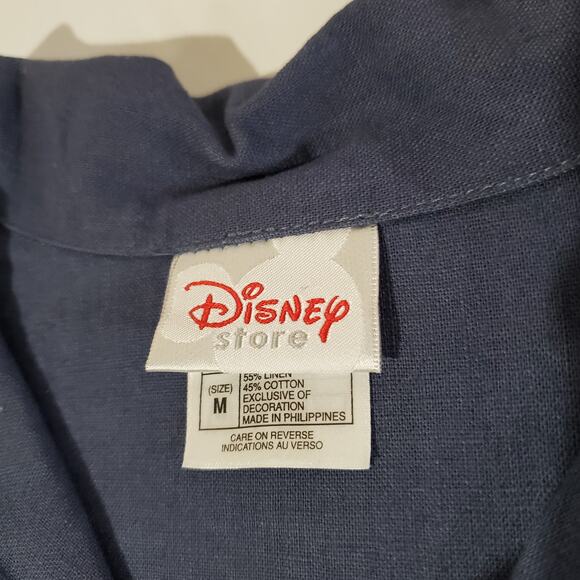 Disney
store
55% LINEN
(SIZE) 45% COTTON
M EXCLUSIVE OF
DECORATION
MADE IN PHILIPPINES
CARE ON REVERSE
INDICATIONS AU VERSO